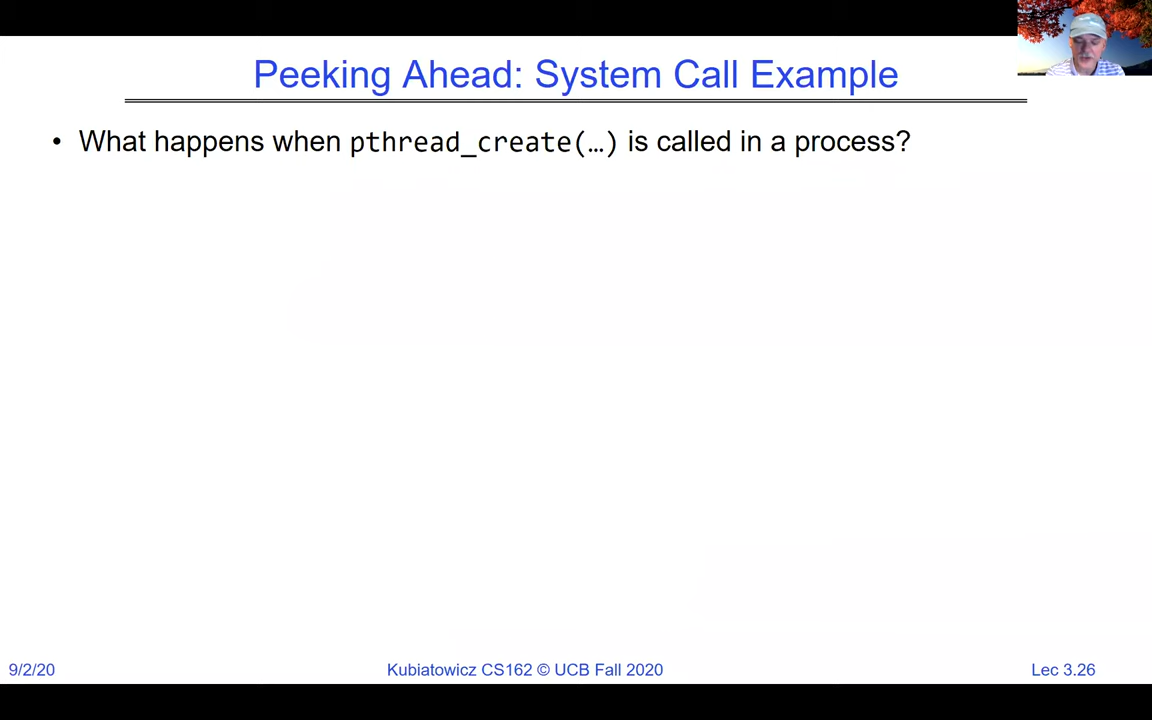 Peeking Ahead: System Call Example
• What happens when pthread_create(…) is called in a process?
9/2/20
Kubiatowicz CS162 © UCB Fall 2020
Lec 3.26